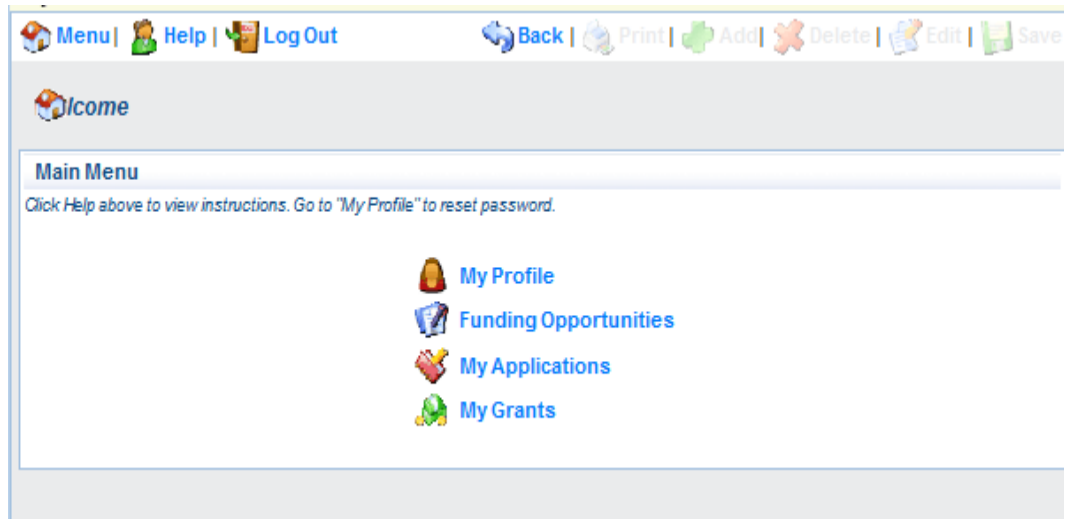 Menu | Help | Log Out Back | Print | Add | Delete | Edit | Save
lcome
Main Menu
Click Help above to view instructions. Go to "My Profile" to reset password.
My Profile
Funding Opportunities
My Applications
My Grants